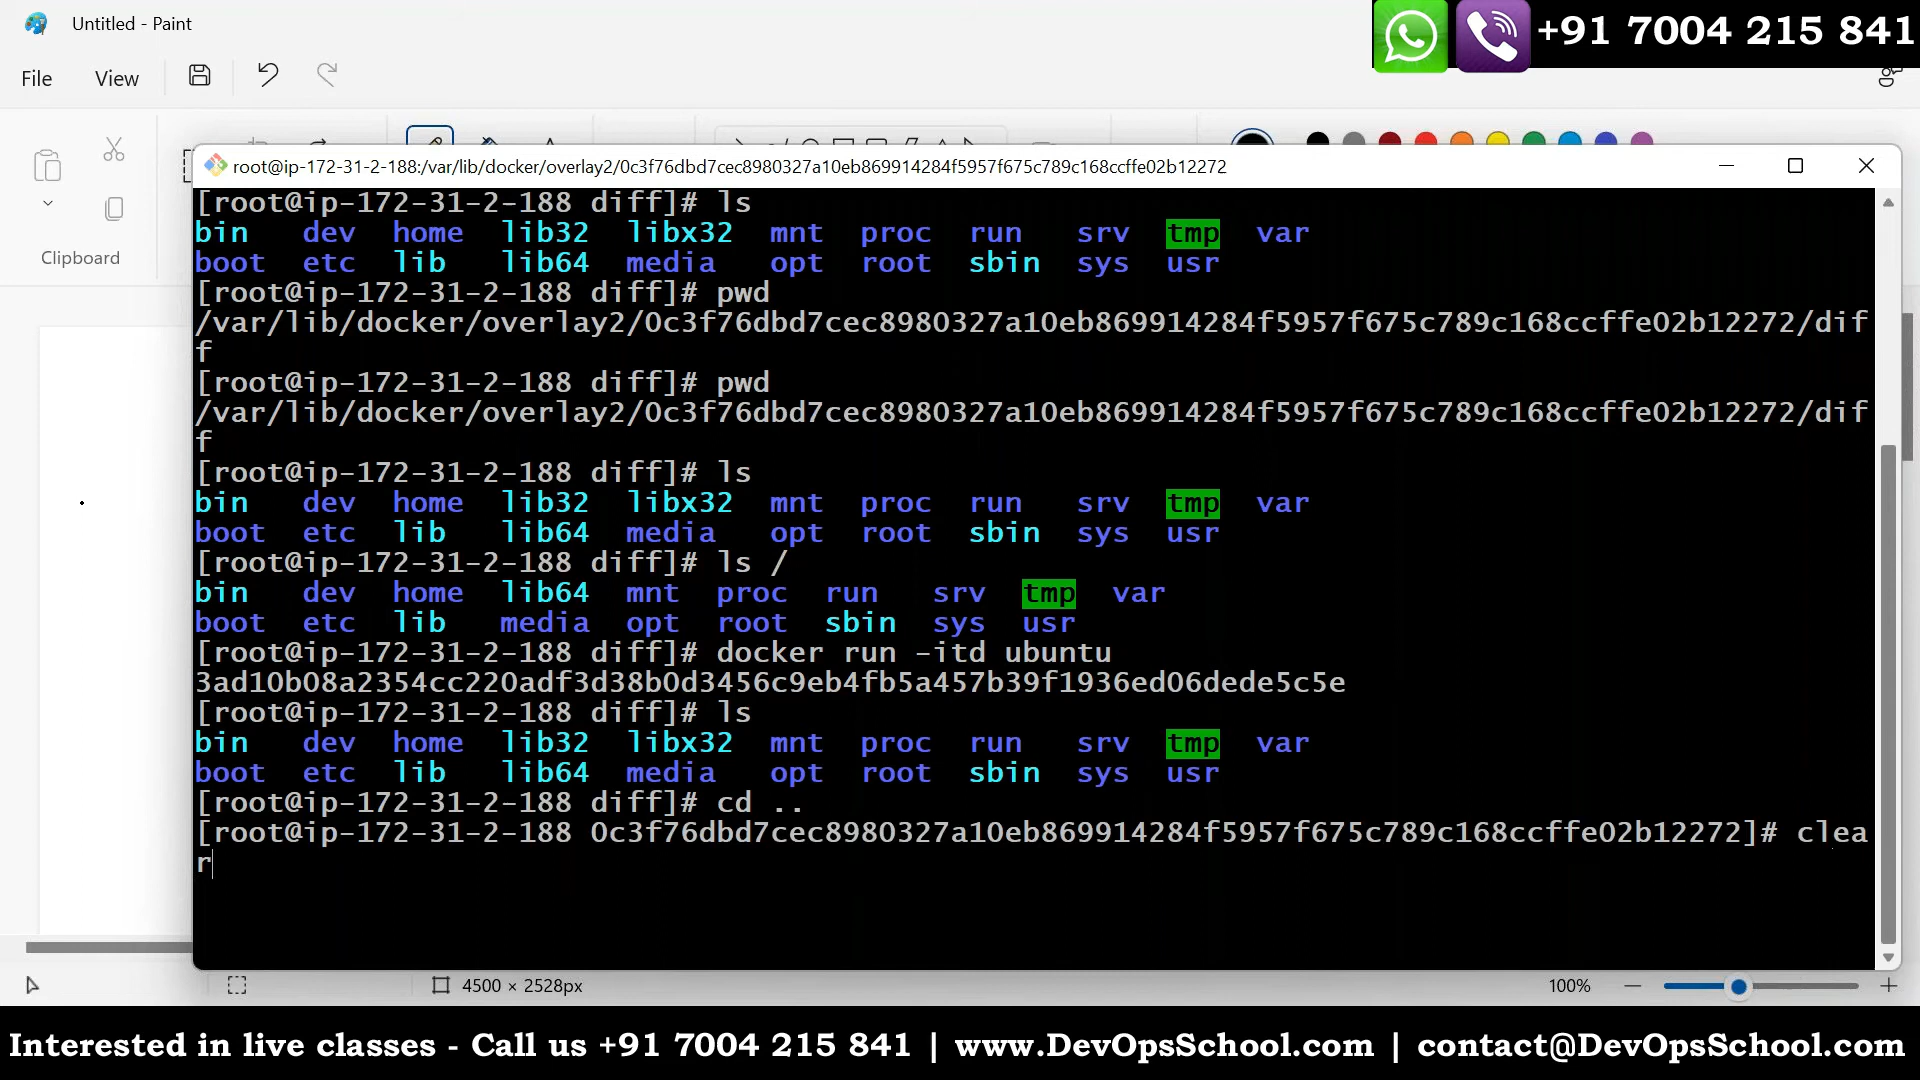 Untitled - Paint
+91 7004 215 841
File View
Clipboard
root@ip-172-31-2-188:/var/lib/docker/overlay2/0c3f76dbd7cec8980327a10eb869914284f5957f675c789c168ccffe02b12272
[root@ip-172-31-2-188 diff]# ls
bin dev home lib32 libx32 mnt proc run srv tmp var
boot etc lib lib64 media opt root sbin sys usr
[root@ip-172-31-2-188 diff]# pwd
/var/lib/docker/overlay2/0c3f76dbd7cec8980327a10eb869914284f5957f675c789c168ccffe02b12272/dif
f
[root@ip-172-31-2-188 diff]# pwd
/var/lib/docker/overlay2/0c3f76dbd7cec8980327a10eb869914284f5957f675c789c168ccffe02b12272/dif
f
[root@ip-172-31-2-188 diff]# ls
bin dev home lib32 libx32 mnt proc run srv tmp var
boot etc lib lib64 media opt root sbin sys usr
[root@ip-172-31-2-188 diff]# ls /
bin dev home lib64 mnt proc run srv tmp var
boot etc lib media opt root sbin sys usr
[root@ip-172-31-2-188 diff]# docker run -itd ubuntu
3ad10b08a2354cc220adf3d38b0d3456c9eb4fb5a457b39f1936ed06dede5c5e
[root@ip-172-31-2-188 diff]# ls
bin dev home lib32 libx32 mnt proc run srv tmp var
boot etc lib lib64 media opt root sbin sys usr
[root@ip-172-31-2-188 diff]# cd ..
[root@ip-172-31-2-188 0c3f76dbd7cec8980327a10eb869914284f5957f675c789c168ccffe02b12272]# clea
r
4500 × 2528px
100%
Interested in live classes - Call us +91 7004 215 841 | www.DevOpsSchool.com | contact@DevOpsSchool.com